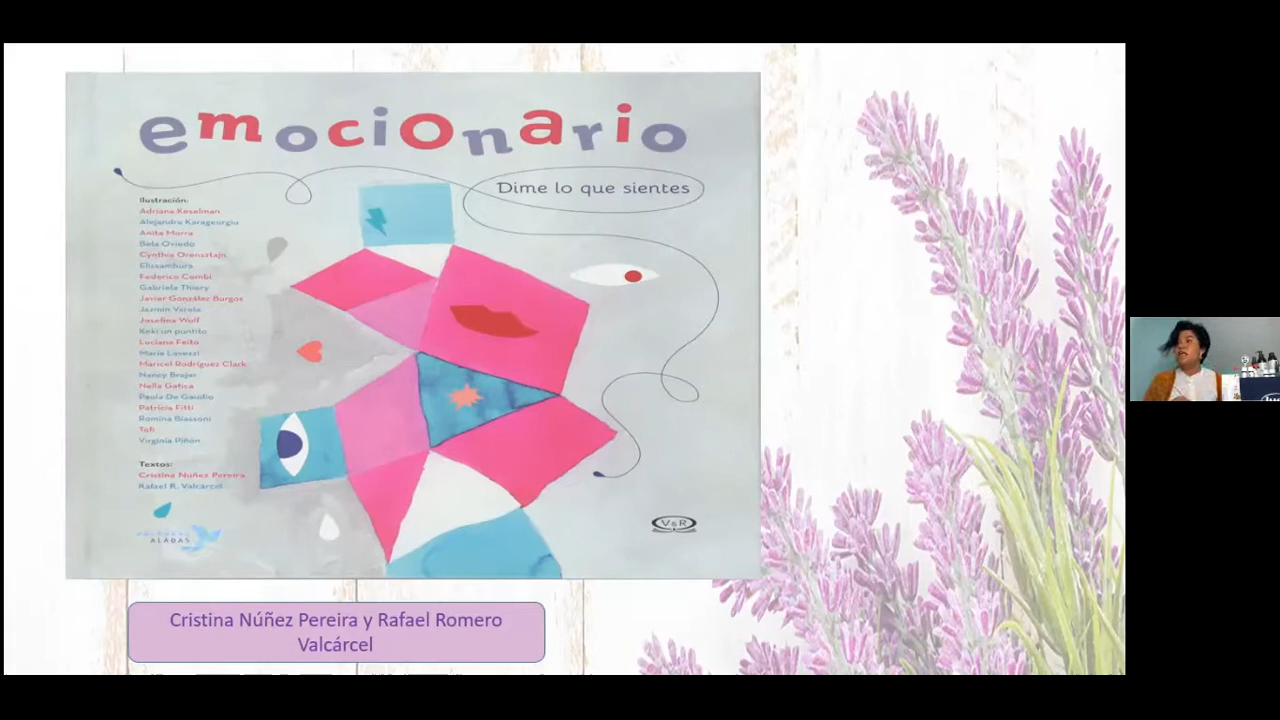 emocionario
Dime lo que sientes
Ilustración:
Adriana Keselman
Alejandra Karageorgiu
Anita Morra
Bela Oviedo
Cynthia Orensztajn
Elissambura
Federico Combi
Gabriela Thiery
Javier González Burgos
Jazmín Varela
Josefina Wolf
Keki un puntito
Luciana Feito
María Lavezzi
Maricel Rodríguez Clark
Nancy Brajer
Nella Gatica
Paula De Gaudio
Patricia Fitti
Romina Biassoni
Tofi
Virginia Piñón
Textos:
Cristina Núñez Pereira
Rafael R. Valcárcel
ALADAS
V&R
Cristina Núñez Pereira y Rafael Romero
Valcárcel